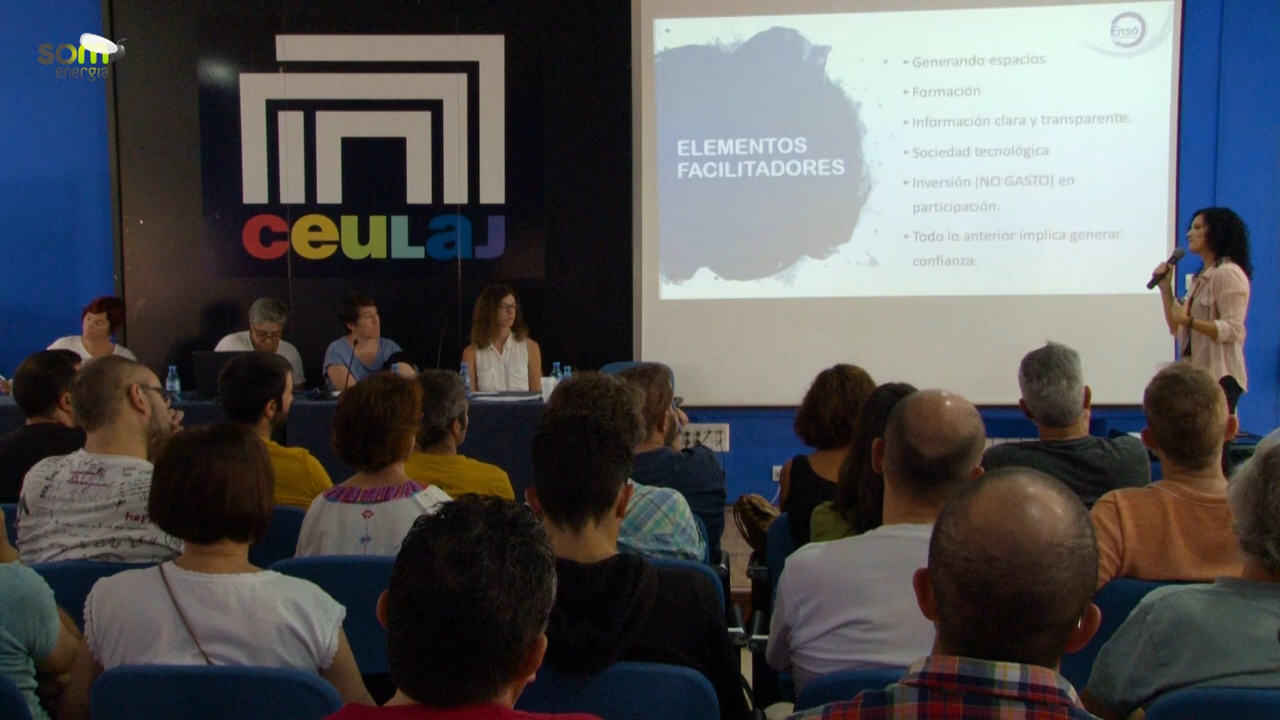 som
energia
CEULAJ
Ensó
ELEMENTOS
FACILITADORES
Generando espacios
Formación
Información clara y transparente.
Sociedad tecnológica
Inversión (NO GASTO) en
participación.
Todo lo anterior implica generar
confianza.